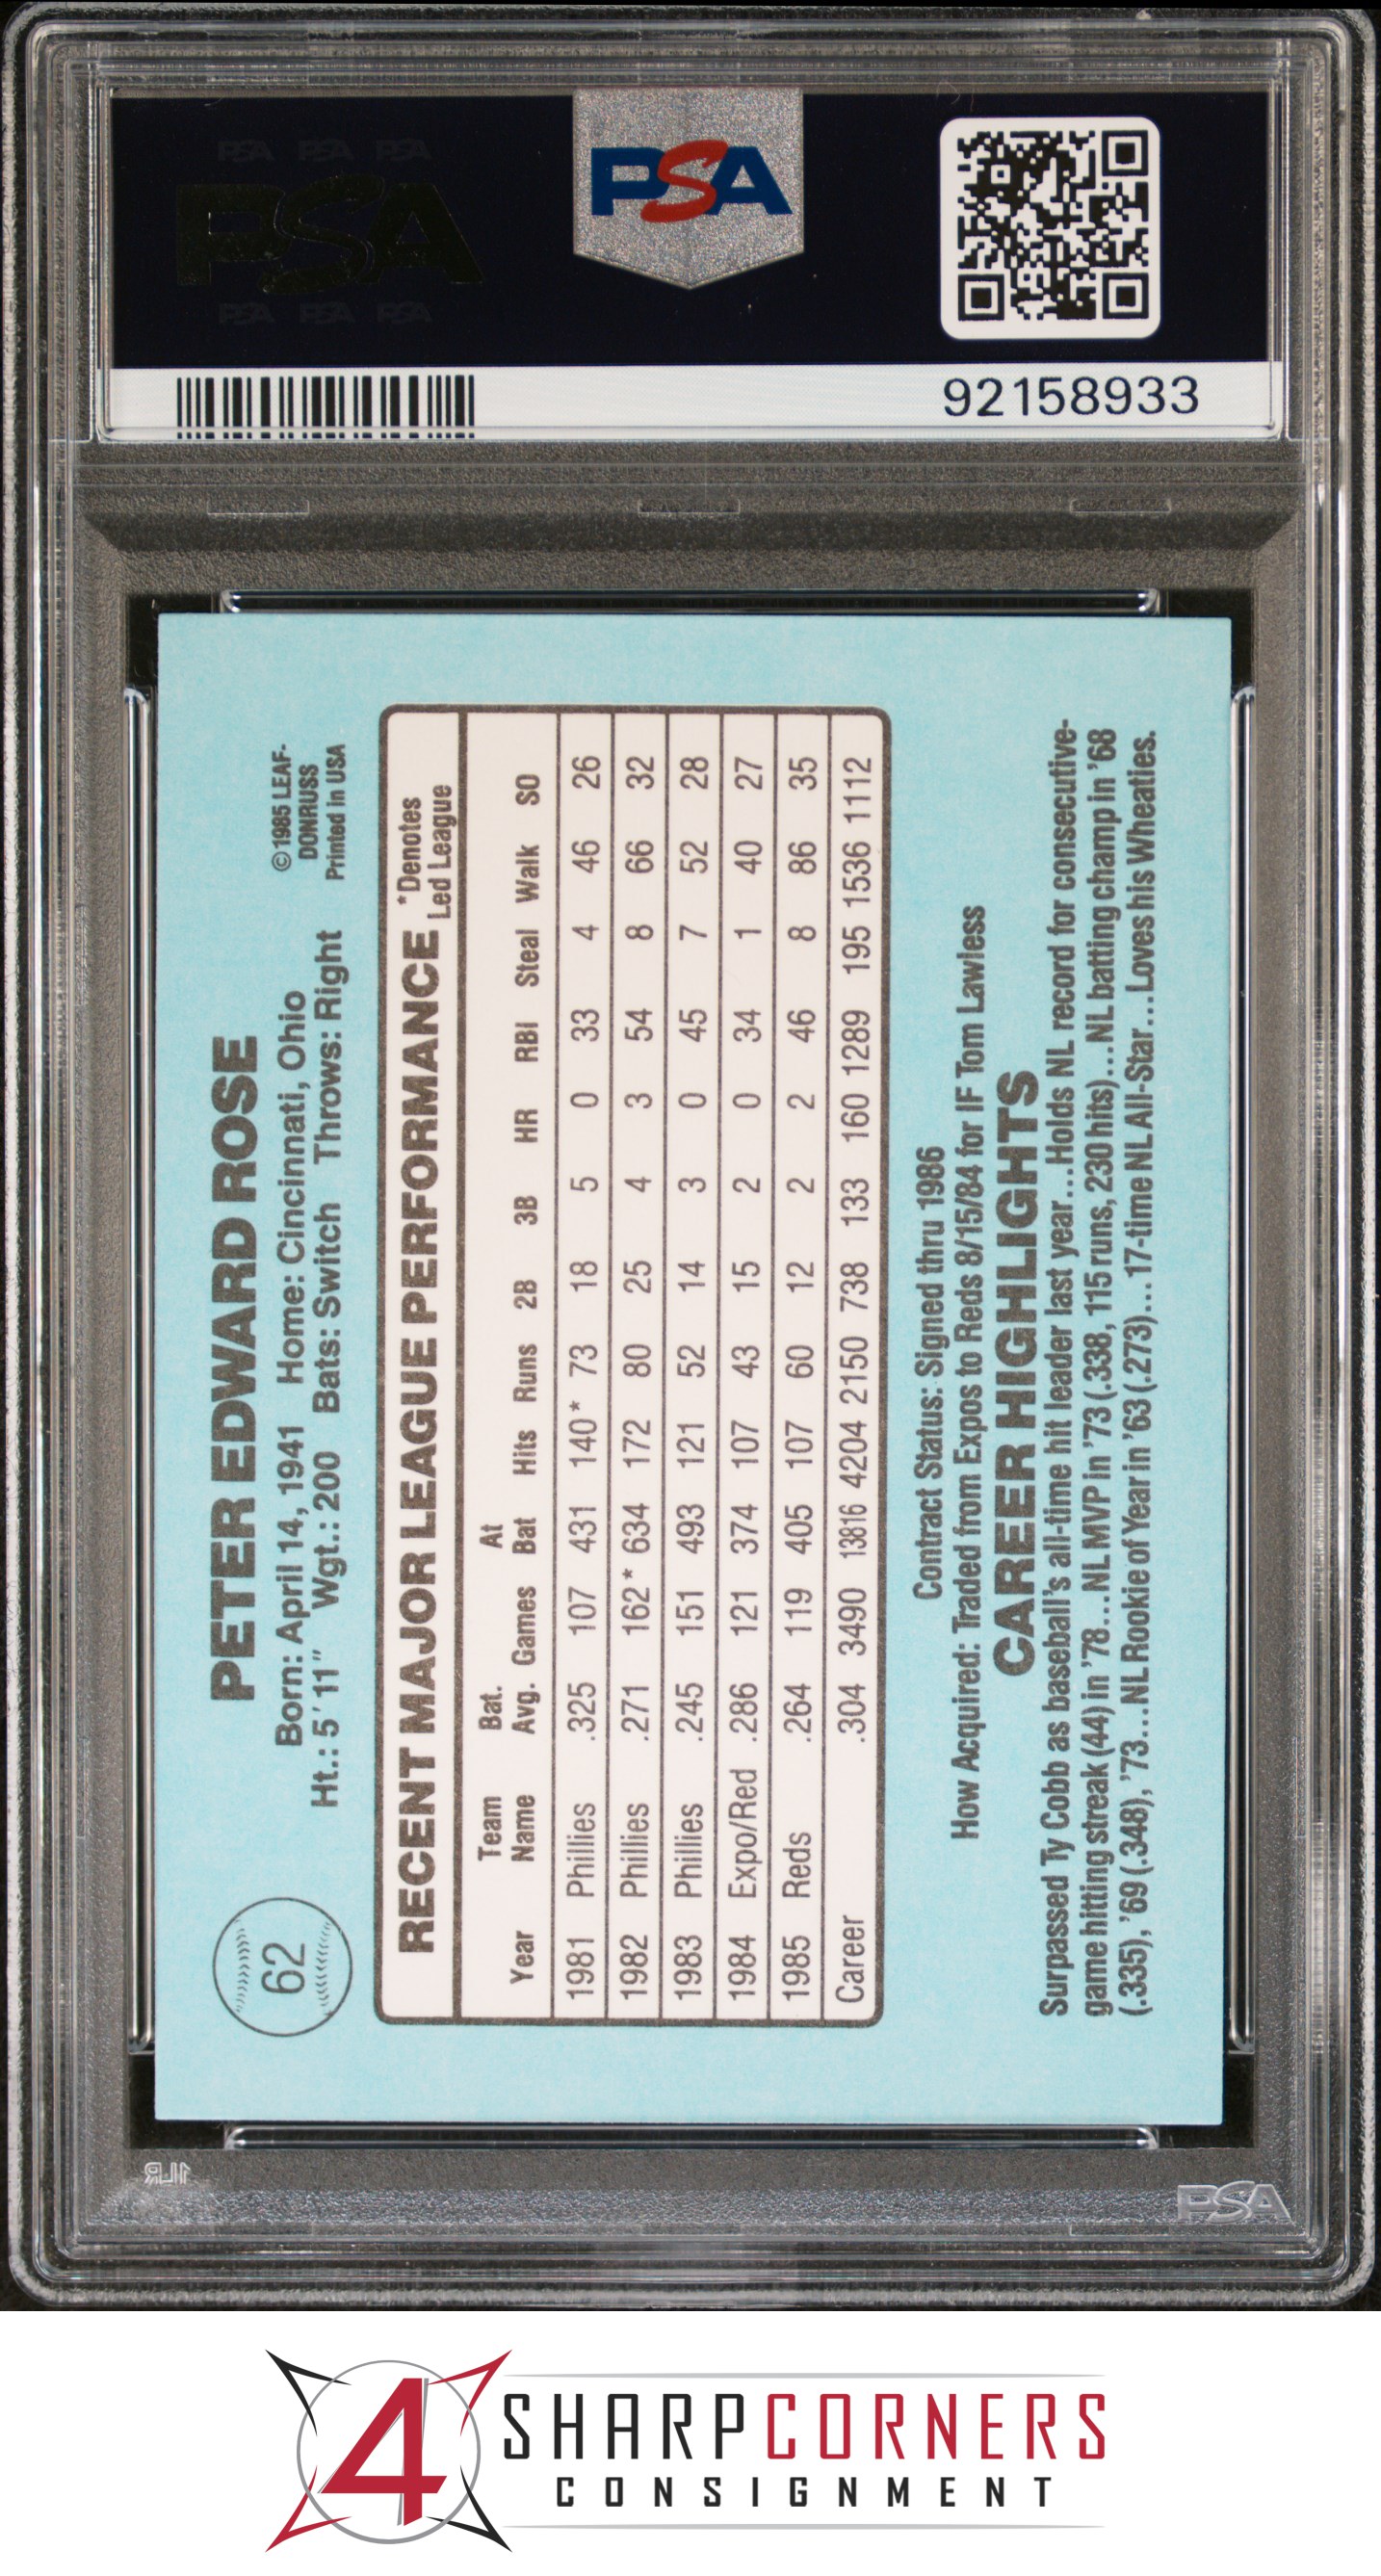 PSA PSA PSA
PSA
PSA PSA PSA
PSA
92158933
62
PETER EDWARD ROSE
Born: April 14, 1941 Home: Cincinnati, Ohio
Ht.: 5' 11" Wgt.: 200 Bats: Switch Throws: Right
© 1985 LEAF-
DONRUSS
Printed in USA
RECENT MAJOR LEAGUE PERFORMANCE
*Denotes
Led League
Year Team Name Bat. Avg. Games At Bat Hits Runs 2B 3B HR RBI Steal Walk SO
1981 Phillies .325 107 431 140* 73 18 5 0 33 4 46 26
1982 Phillies .271 162* 634 172 80 25 4 3 54 8 66 32
1983 Phillies .245 151 493 121 52 14 3 0 45 7 52 28
1984 Expo/Red .286 121 374 107 43 15 2 0 34 1 40 27
1985 Reds .264 119 405 107 60 12 2 2 46 8 86 35
Career .304 3490 13816 4204 2150 738 133 160 1289 195 1536 1112
Contract Status: Signed thru 1986
How Acquired: Traded from Expos to Reds 8/15/84 for IF Tom Lawless
CAREER HIGHLIGHTS
Surpassed Ty Cobb as baseball's all-time hit leader last year...Holds NL record for consecutive-
game hitting streak (44) in '78...NL MVP in '73 (.338, 115 runs, 230 hits)...NL batting champ in '68
(.335), '69 (.348), '73...NL Rookie of Year in '63 (.273)...17-time NL All-Star...Loves his Wheaties.
1LR
PSA
4
SHARPCORNERS
CONSIGNMENT